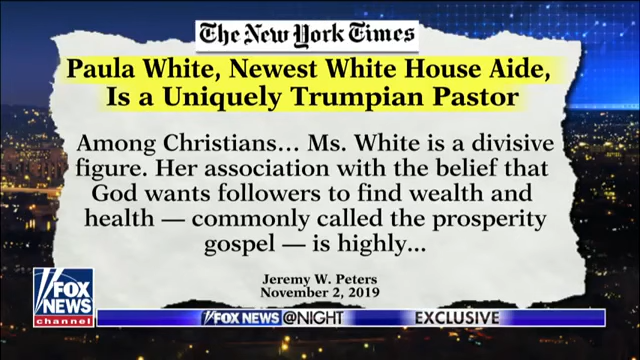 The New York Times
Paula White, Newest White House Aide,
Is a Uniquely Trumpian Pastor
Among Christians... Ms. White is a divisive
figure. Her association with the belief that
God wants followers to find wealth and
health — commonly called the prosperity
gospel — is highly...
Jeremy W. Peters
November 2, 2019
FOX
NEWS
channel
FOX NEWS @NIGHT
EXCLUSIVE